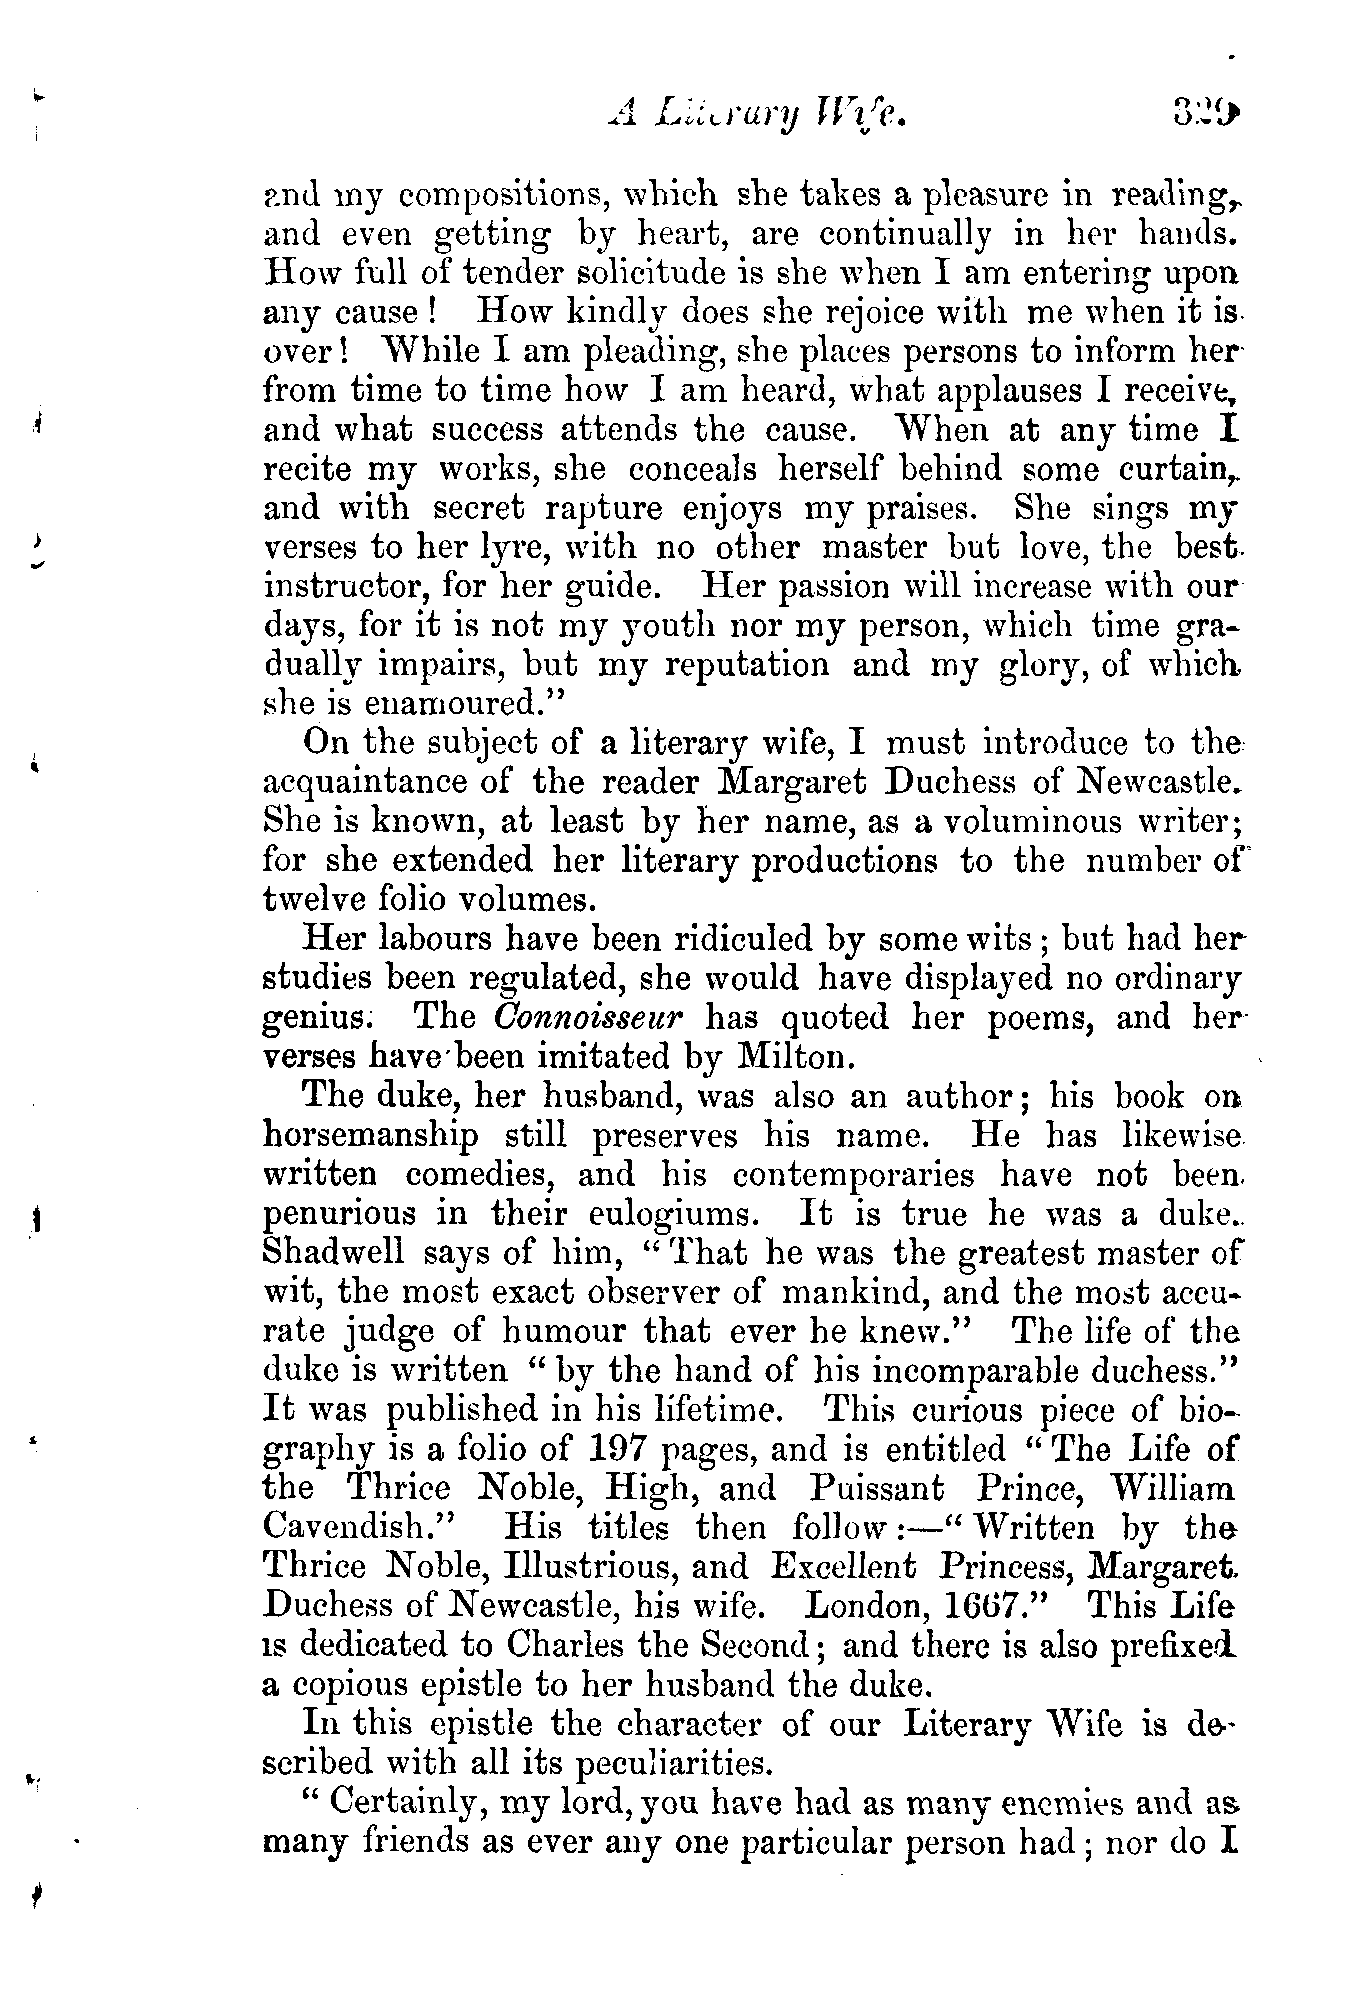 A Literary Wife. 329
and my compositions, which she takes a pleasure in reading,
and even getting by heart, are continually in her hands.
How full of tender solicitude is she when I am entering upon
any cause! How kindly does she rejoice with me when it is
over! While I am pleading, she places persons to inform her
from time to time how I am heard, what applauses I receive,
and what success attends the cause. When at any time I
recite my works, she conceals herself behind some curtain,
and with secret rapture enjoys my praises. She sings my
verses to her lyre, with no other master but love, the best
instructor, for her guide. Her passion will increase with our
days, for it is not my youth nor my person, which time gra-
dually impairs, but my reputation and my glory, of which
she is enamoured."
On the subject of a literary wife, I must introduce to the
acquaintance of the reader Margaret Duchess of Newcastle.
She is known, at least by her name, as a voluminous writer;
for she extended her literary productions to the number of
twelve folio volumes.
Her labours have been ridiculed by some wits; but had her
studies been regulated, she would have displayed no ordinary
genius. The Connoisseur has quoted her poems, and her
verses have been imitated by Milton.
The duke, her husband, was also an author; his book on
horsemanship still preserves his name. He has likewise
written comedies, and his contemporaries have not been
penurious in their eulogiums. It is true he was a duke.
Shadwell says of him, "That he was the greatest master of
wit, the most exact observer of mankind, and the most accu-
rate judge of humour that ever he knew." The life of the
duke is written "by the hand of his incomparable duchess."
It was published in his lifetime. This curious piece of bio-
graphy is a folio of 197 pages, and is entitled "The Life of
the Thrice Noble, High, and Puissant Prince, William
Cavendish." His titles then follow:—"Written by the
Thrice Noble, Illustrious, and Excellent Princess, Margaret
Duchess of Newcastle, his wife. London, 1667." This Life
is dedicated to Charles the Second; and there is also prefixed
a copious epistle to her husband the duke.
In this epistle the character of our Literary Wife is de-
scribed with all its peculiarities.
"Certainly, my lord, you have had as many enemies and as
many friends as ever any one particular person had; nor do I